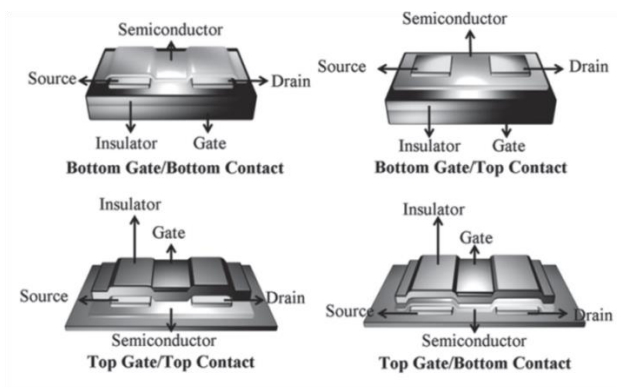 Semiconductor
Source
Drain
Insulator
Gate
Bottom Gate/Bottom Contact
Semiconductor
Source
Drain
Insulator
Gate
Bottom Gate/Top Contact
Insulator
Gate
Source
Drain
Semiconductor
Top Gate/Top Contact
Insulator
Gate
Source
Drain
Semiconductor
Top Gate/Bottom Contact